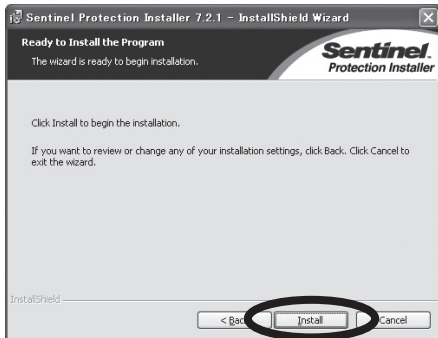 Sentinel Protection Installer 7.2.1 - InstallShield Wizard
Ready to Install the Program
The wizard is ready to begin installation.
Sentinel.
Protection Installer
Click Install to begin the installation.
If you want to review or change any of your installation settings, click Back. Click Cancel to
exit the wizard.
InstallShield
< Bac Install Cancel